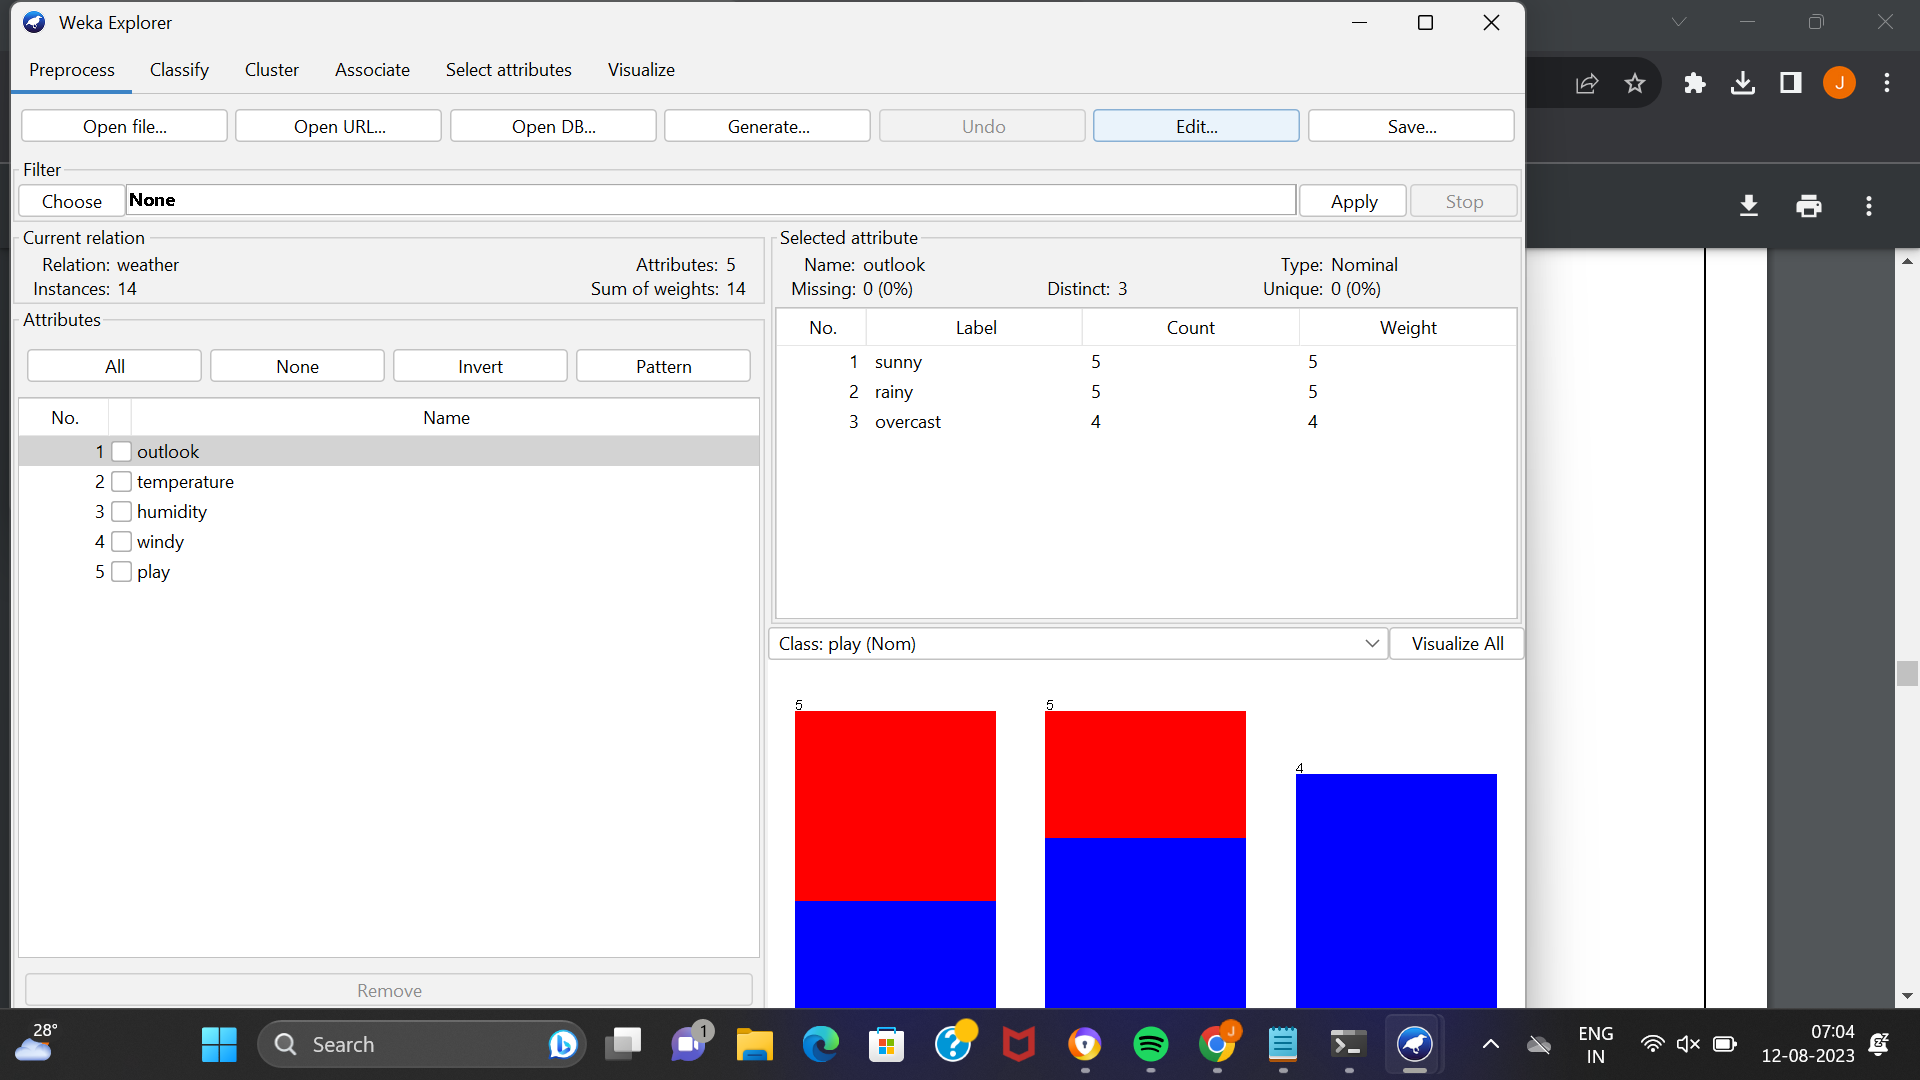 Weka Explorer
Preprocess Classify Cluster Associate Select attributes Visualize
Open file... Open URL... Open DB... Generate... Undo Edit... Save...
Filter
Choose None Apply Stop
Current relation
Relation: weather Attributes: 5
Instances: 14 Sum of weights: 14
Attributes
All None Invert Pattern
No. Name
1 outlook
2 temperature
3 humidity
4 windy
5 play
Remove
Selected attribute
Name: outlook Type: Nominal
Missing: 0 (0%) Distinct: 3 Unique: 0 (0%)
No. Label Count Weight
1 sunny 5 5
2 rainy 5 5
3 overcast 4 4
Class: play (Nom) Visualize All
5 5 4
J
28°
Search
1
J
ENG
IN
07:04
12-08-2023